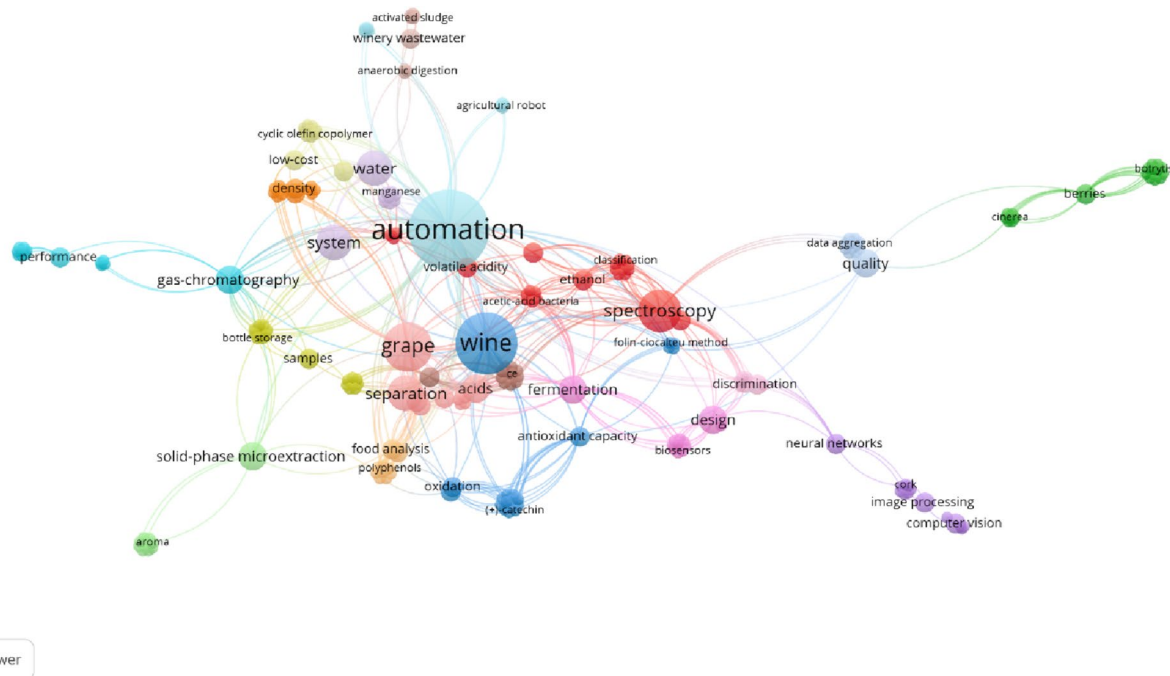 activated sludge
winery wastewater
anaerobic digestion
agricultural robot
cyclic olefin copolymer
low-cost
water
density
manganese
botryti
berries
cinerea
automation
system
data aggregation
performance
classification
quality
volatile acidity
gas-chromatography
ethanol
acetic-acid bacteria
spectroscopy
bottle storage
grape
wine
folin-ciocalteu method
samples
ce
discrimination
separation
acids
fermentation
design
antioxidant capacity
neural networks
food analysis
biosensors
solid-phase microextraction
polyphenols
oxidation
cork
image processing
(+)-catechin
computer vision
aroma
wer